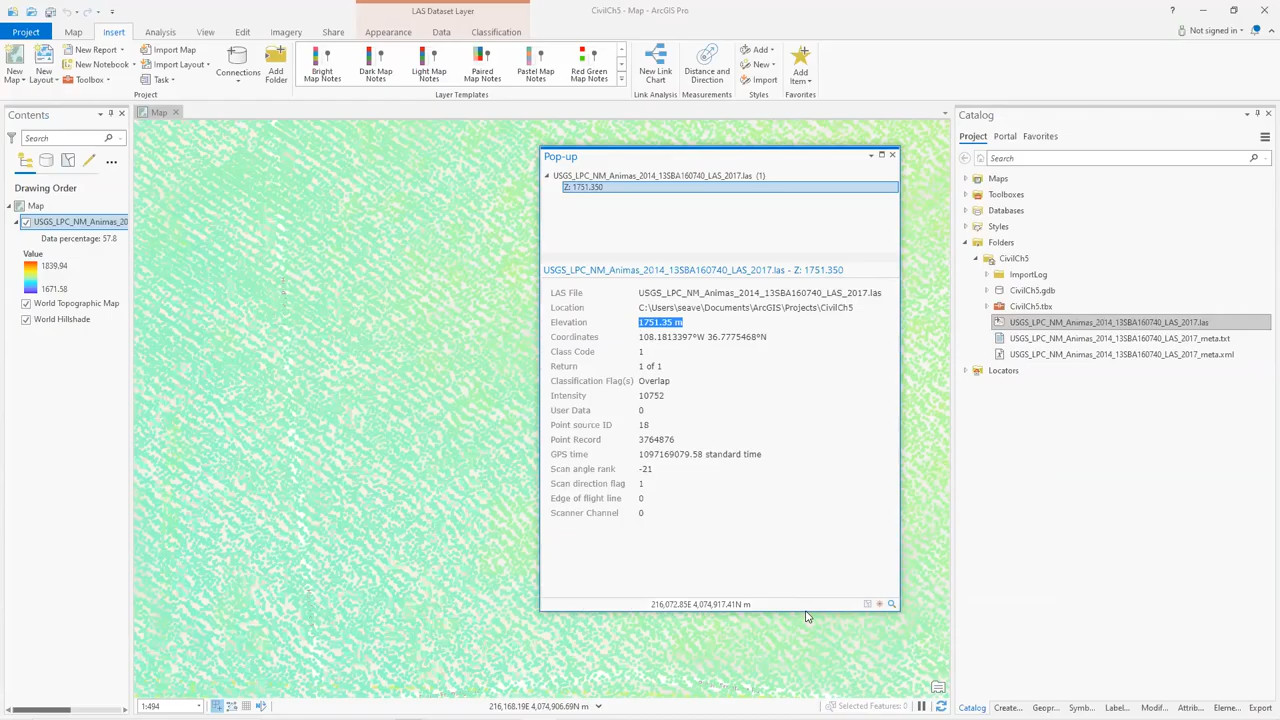 LAS Dataset Layer
CivilCh5 - Map - ArcGIS Pro
?
Project Map Insert Analysis View Edit Imagery Share Appearance Data Classification
Not signed in
New Map
New Layout
New Report
New Notebook
Toolbox
Import Map
Import Layout
Task
Connections
Add Folder
Project
Bright Map Notes
Dark Map Notes
Light Map Notes
Paired Map Notes
Pastel Map Notes
Red Green Map Notes
Layer Templates
New Link Chart
Link Analysis
Distance and Direction
Measurements
Add
New
Import
Styles
Add Item
Favorites
Contents
Search
Drawing Order
Map
USGS_LPC_NM_Animas_20
Data percentage: 57.8
Value
1839.94
1671.58
World Topographic Map
World Hillshade
Map
Pop-up
USGS_LPC_NM_Animas_2014_13SBA160740_LAS_2017.las (1)
Z: 1751.350
USGS_LPC_NM_Animas_2014_13SBA160740_LAS_2017.las - Z: 1751.350
LAS File USGS_LPC_NM_Animas_2014_13SBA160740_LAS_2017.las
Location C:\Users\seave\Documents\ArcGIS\Projects\CivilCh5
Elevation 1751.35 m
Coordinates 108.1813397°W 36.7775468°N
Class Code 1
Return 1 of 1
Classification Flag(s) Overlap
Intensity 10752
User Data 0
Point source ID 18
Point Record 3764876
GPS time 1097169079.58 standard time
Scan angle rank -21
Scan direction flag 1
Edge of flight line 0
Scanner Channel 0
216,072.85E 4,074,917.41N m
1:494
216,168.19E 4,074,906.69N m
Selected Features: 0
Catalog
Project Portal Favorites
Search
Maps
Toolboxes
Databases
Styles
Folders
CivilCh5
ImportLog
CivilCh5.gdb
CivilCh5.tbx
USGS_LPC_NM_Animas_2014_13SBA160740_LAS_2017.las
USGS_LPC_NM_Animas_2014_13SBA160740_LAS_2017_meta.txt
USGS_LPC_NM_Animas_2014_13SBA160740_LAS_2017_meta.xml
Locators
Catalog Create... Geopr... Symb... Label... Modif... Attrib... Eleme... Export